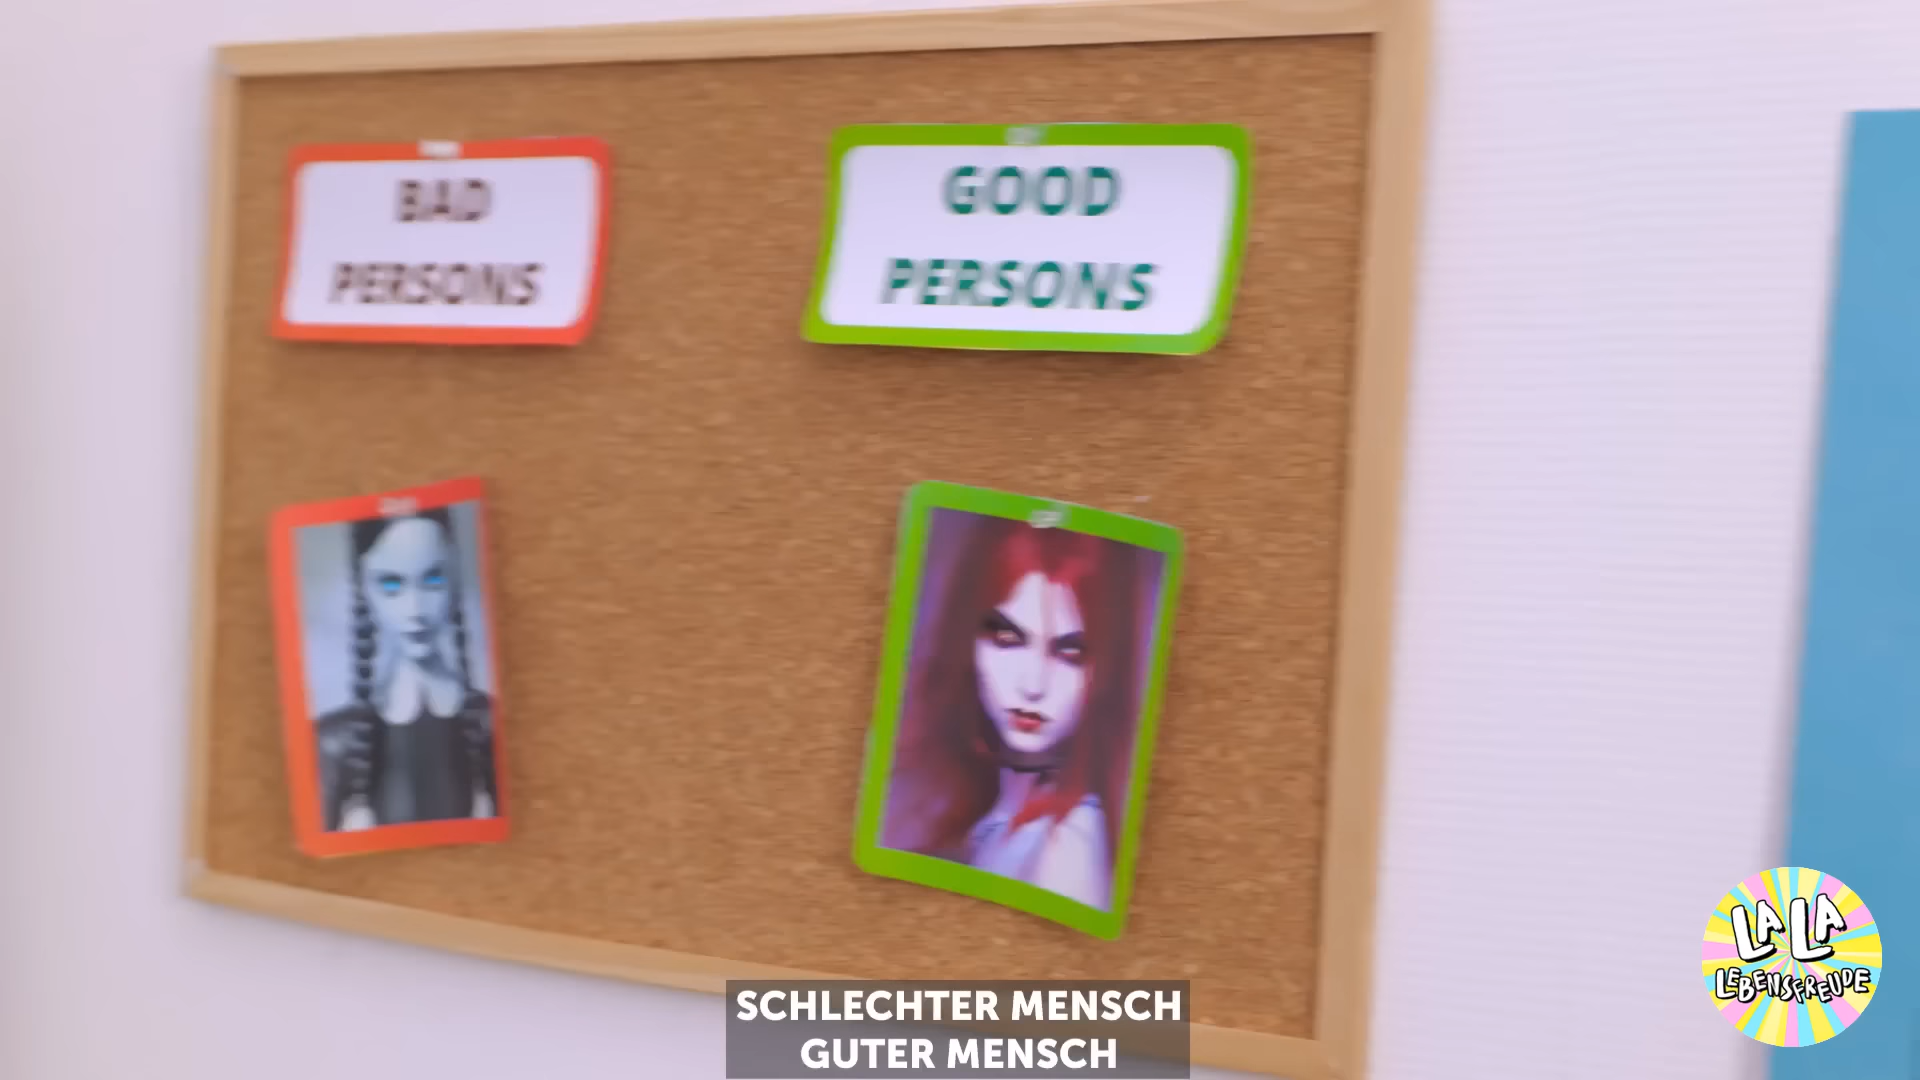 BAD
PERSONS
GOOD
PERSONS
LA LA
LEBENSFREUDE
SCHLECHTER MENSCH
GUTER MENSCH